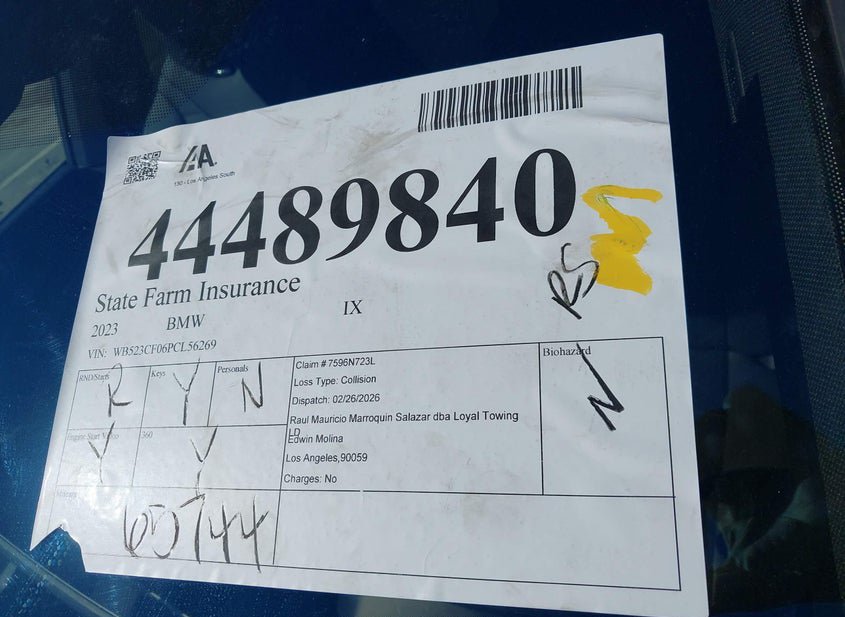 IAA.
130 - Los Angeles South
44489840
RS
State Farm Insurance
2023 BMW IX
VIN: WB523CF06PCL56269
RND/Stops Keys Personals
R Y N
Claim # 7596N723L
Loss Type: Collision
Dispatch: 02/26/2026
Raul Mauricio Marroquin Salazar dba Loyal Towing
LD
Edwin Molina
Los Angeles,90059
Charges: No
Biohazard
N
Engine Start Video 360
Y Y
65744